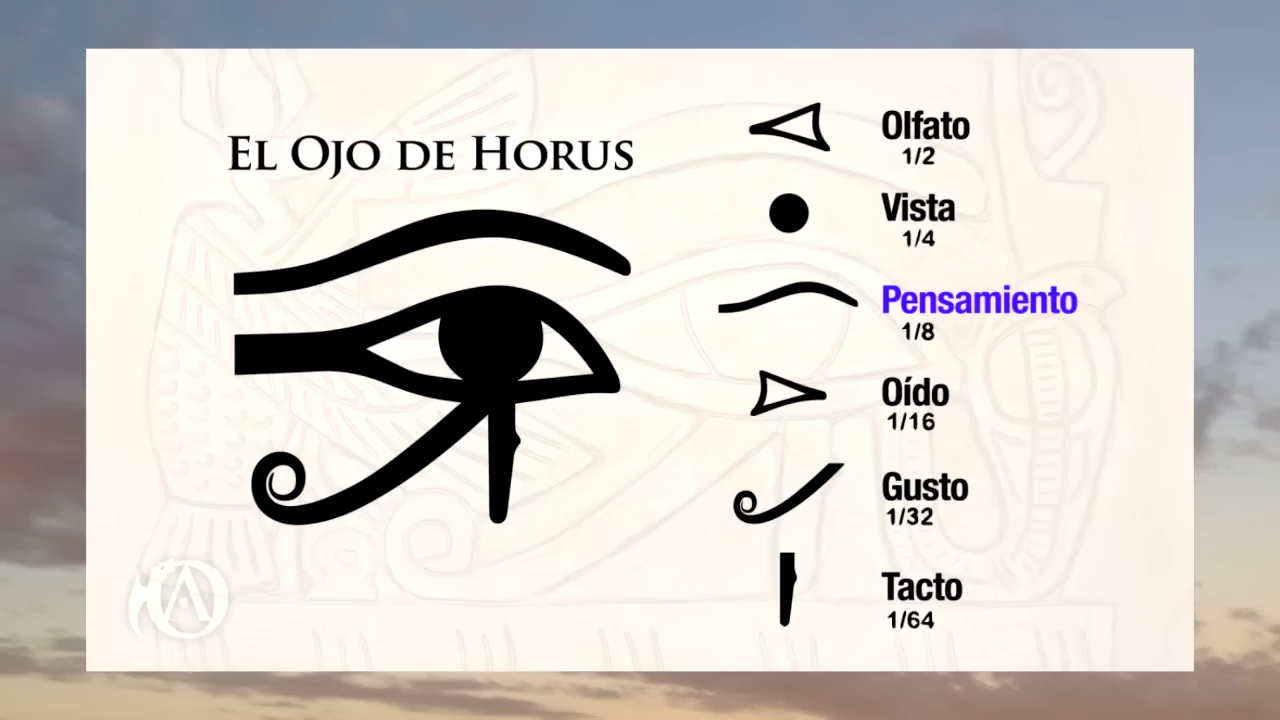 EL OJO DE HORUS
Olfato
1/2
Vista
1/4
Pensamiento
1/8
Oído
1/16
Gusto
1/32
Tacto
1/64